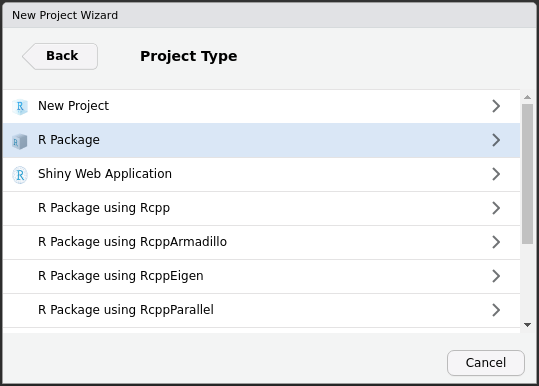 New Project Wizard
Back
Project Type
R New Project
R R Package
R Shiny Web Application
R Package using Rcpp
R Package using RcppArmadillo
R Package using RcppEigen
R Package using RcppParallel
Cancel